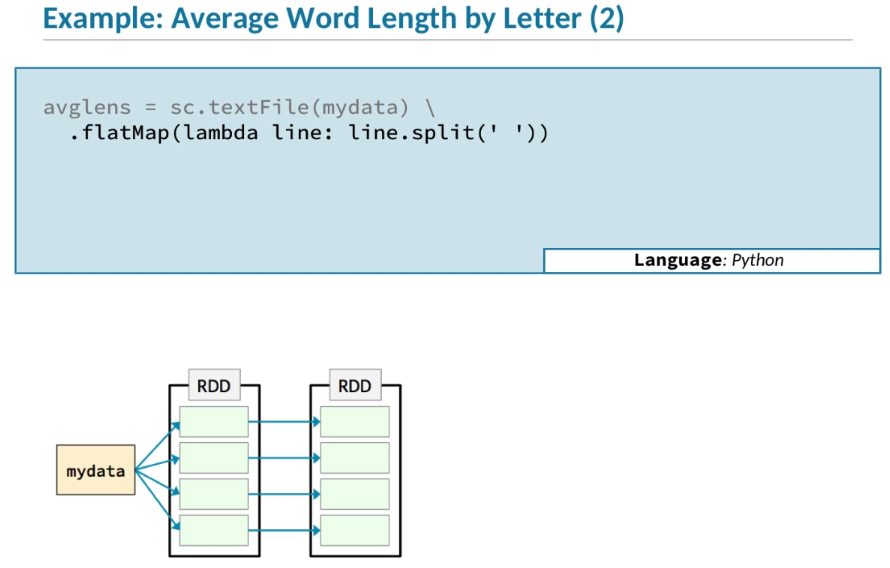 Example: Average Word Length by Letter (2)
avglens = sc.textFile(mydata) \
  .flatMap(lambda line: line.split(' '))
Language: Python
RDD RDD
mydata